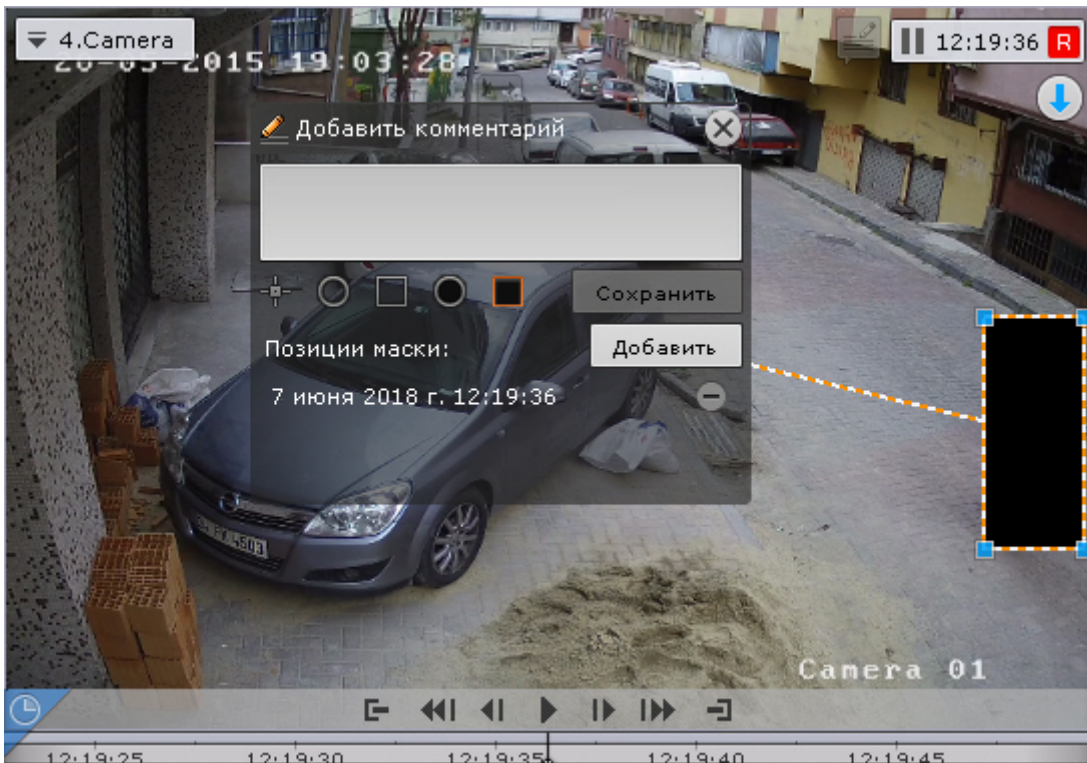 4.Camera
12:19:36 R
2015 19:03:28
Добавить комментарий
Сохранить
Позиции маски:
Добавить
7 июня 2018 г. 12:19:36
Camera 01
12:19:25 12:19:30 12:19:35 12:19:40 12:19:45